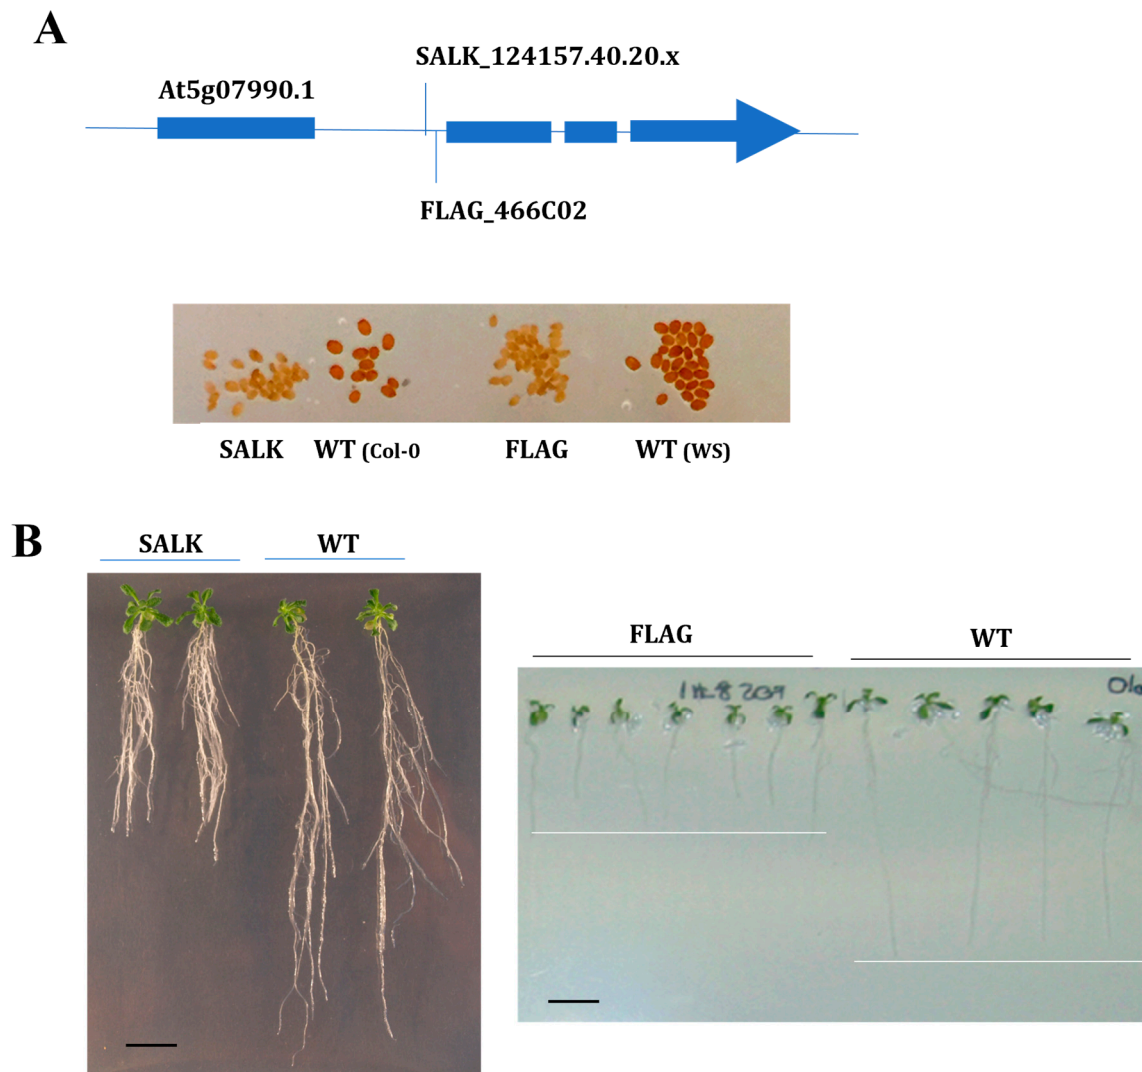 A
SALK_124157.40.20.x
At5g07990.1
FLAG_466C02
SALK WT (Col-0 FLAG WT (WS)
B
SALK WT
FLAG WT